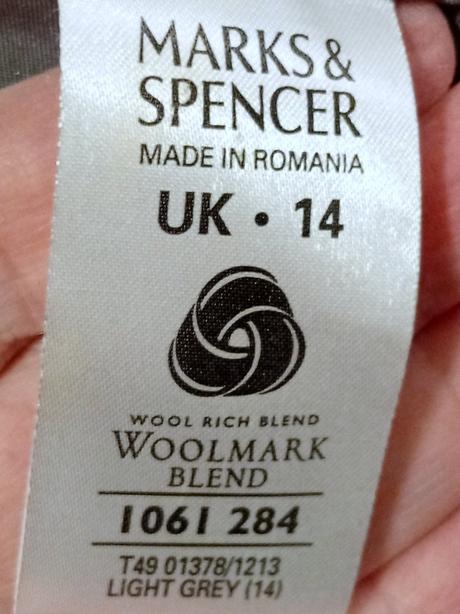 MARKS &
SPENCER
MADE IN ROMANIA
UK • 14
WOOL RICH BLEND
WOOLMARK
BLEND
1061 284
T49 01378/1213
LIGHT GREY (14)